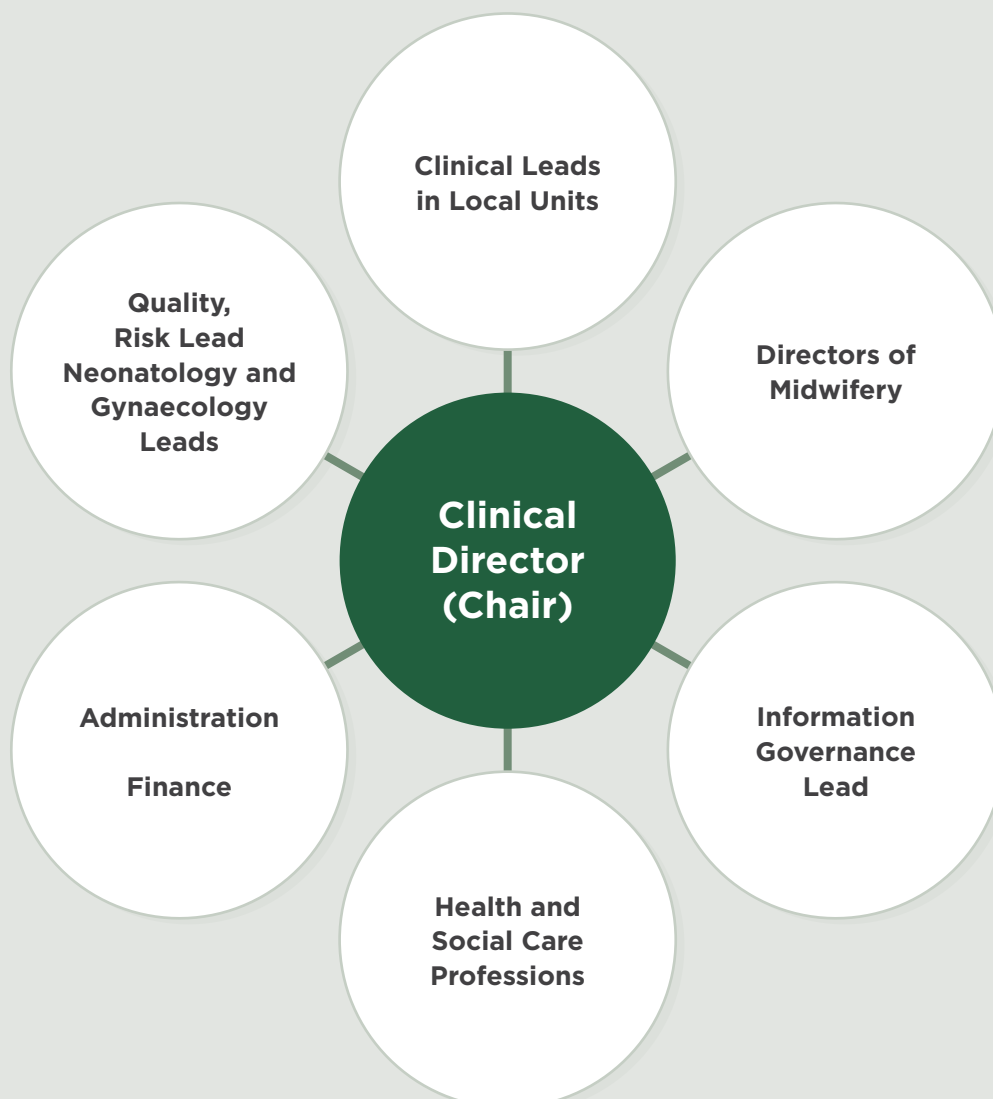 Clinical Leads
in Local Units
Quality,
Risk Lead
Neonatology and
Gynaecology
Leads
Directors of
Midwifery
Clinical
Director
(Chair)
Administration
Finance
Information
Governance
Lead
Health and
Social Care
Professions